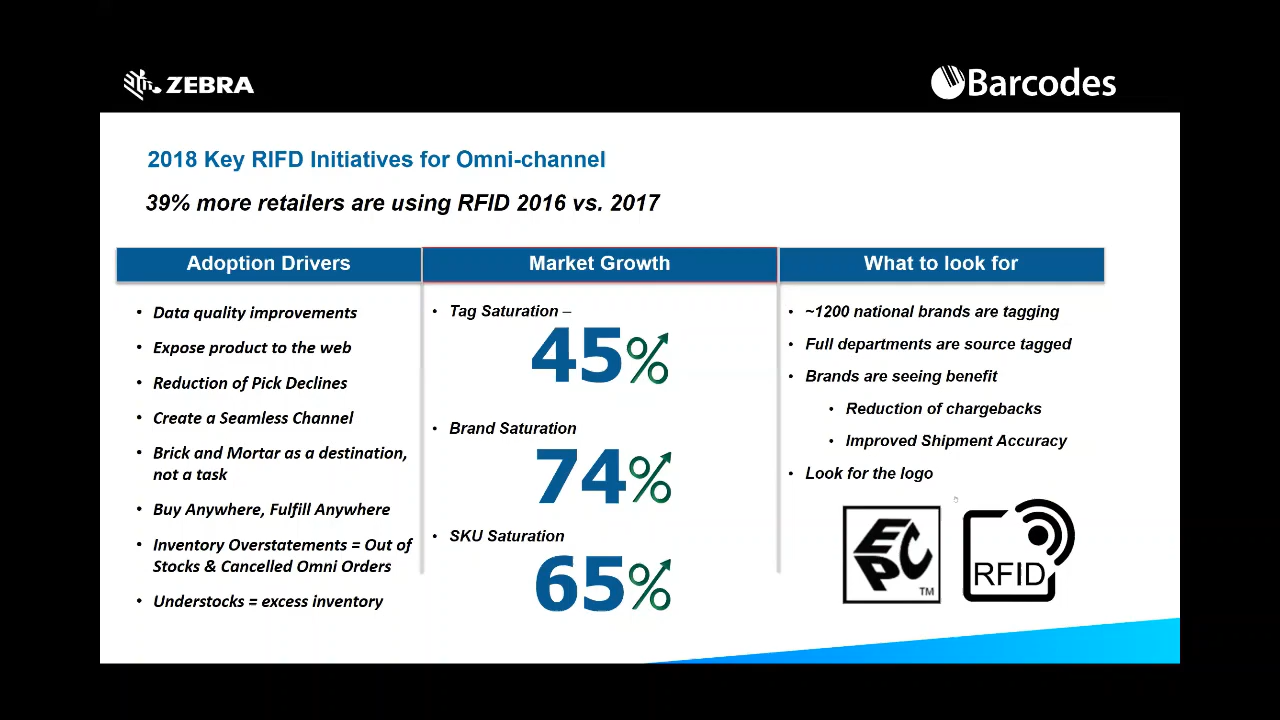 ZEBRA
Barcodes
2018 Key RIFD Initiatives for Omni-channel
39% more retailers are using RFID 2016 vs. 2017
Adoption Drivers
• Data quality improvements
• Expose product to the web
• Reduction of Pick Declines
• Create a Seamless Channel
• Brick and Mortar as a destination,
not a task
• Buy Anywhere, Fulfill Anywhere
• Inventory Overstatements = Out of
Stocks & Cancelled Omni Orders
• Understocks = excess inventory
Market Growth
• Tag Saturation –
45%
• Brand Saturation
74%
• SKU Saturation
65%
What to look for
• ~1200 national brands are tagging
• Full departments are source tagged
• Brands are seeing benefit
• Reduction of chargebacks
• Improved Shipment Accuracy
• Look for the logo
EPC TM
RFID